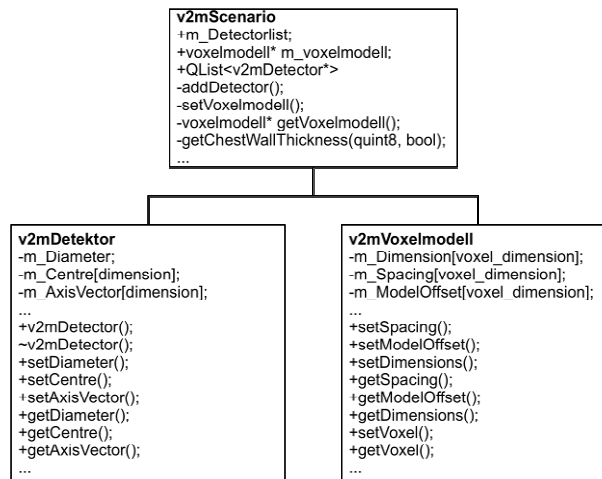 v2mScenario
+m_Detectorlist;
+voxelmodell* m_voxelmodell;
+QList<v2mDetector*>
-addDetector();
-setVoxelmodell();
-voxelmodell* getVoxelmodell();
-getChestWallThickness(quint8, bool);
...
v2mDetektor
-m_Diameter;
-m_Centre[dimension];
-m_AxisVector[dimension];
...
+v2mDetector();
~v2mDetector();
+setDiameter();
+setCentre();
+setAxisVector();
+getDiameter();
+getCentre();
+getAxisVector();
...
v2mVoxelmodell
-m_Dimension[voxel_dimension];
-m_Spacing[voxel_dimension];
-m_ModelOffset[voxel_dimension];
...
+setSpacing();
+setModelOffset();
+setDimensions();
+getSpacing();
+getModelOffset();
+getDimensions();
+setVoxel();
+getVoxel();
...